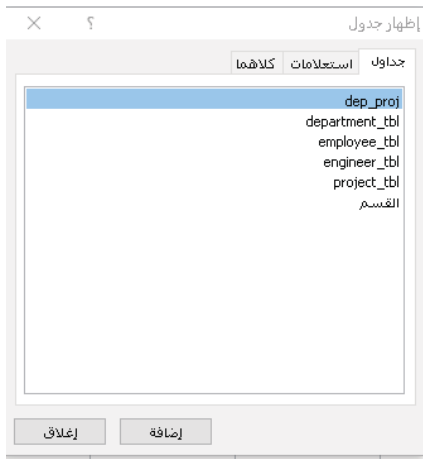 إظهار جدول ؟
جداول استعلامات كلاهما
dep_proj
department_tbl
employee_tbl
engineer_tbl
project_tbl
القسم
إضافة إغلاق